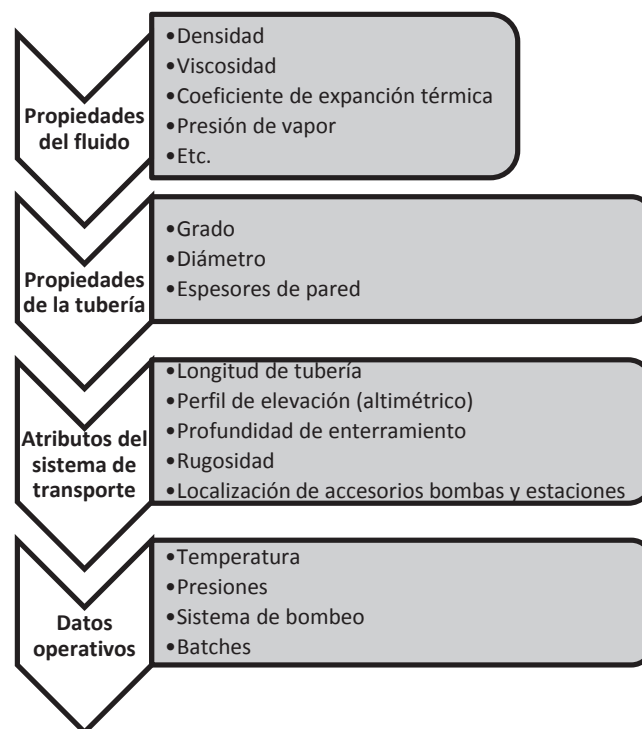 Propiedades
del fluido
•Densidad
•Viscosidad
•Coeficiente de expanción térmica
•Presión de vapor
•Etc.
Propiedades
de la tubería
•Grado
•Diámetro
•Espesores de pared
Atributos del
sistema de
transporte
•Longitud de tubería
•Perfil de elevación (altimétrico)
•Profundidad de enterramiento
•Rugosidad
•Localización de accesorios bombas y estaciones
Datos
operativos
•Temperatura
•Presiones
•Sistema de bombeo
•Batches